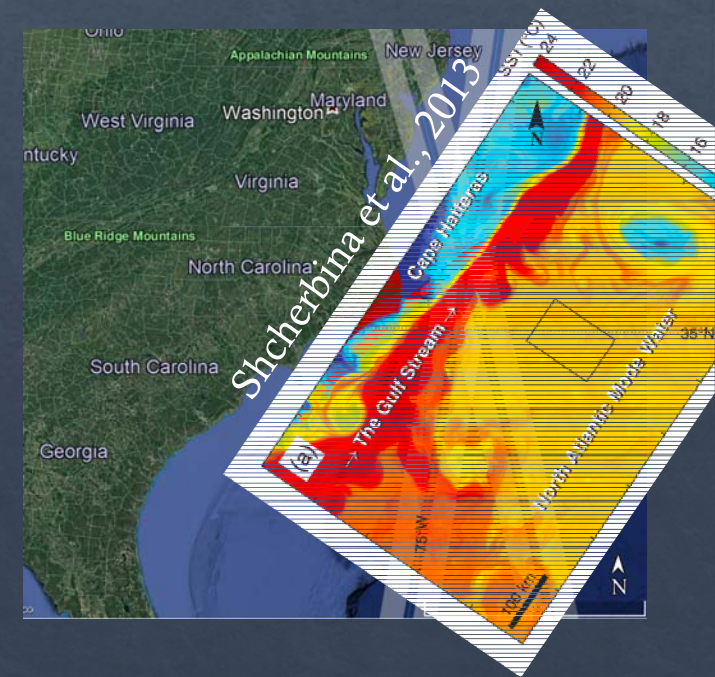 Ohio
Appalachian Mountains
New Jersey
SST (°C)
24
22
20
18
16
Maryland
Washington
West Virginia
ntucky
Virginia
Blue Ridge Mountains
North Carolina
South Carolina
Georgia
Shcherbina et al., 2013
N
Cape Hatteras
→ The Gulf Stream →
North Atlantic Mode Water
35°N
75°W
(a)
100 km
N